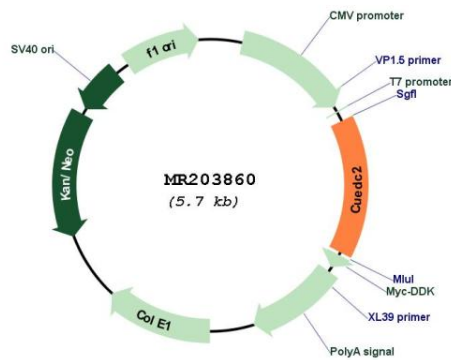 CMV promoter
VP1.5 primer
T7 promoter
SgfI
Cuedc2
MluI
Myc-DDK
XL39 primer
PolyA signal
Col E1
Kan/Neo
SV40 ori
f1 ori
MR203860
(5.7 kb)